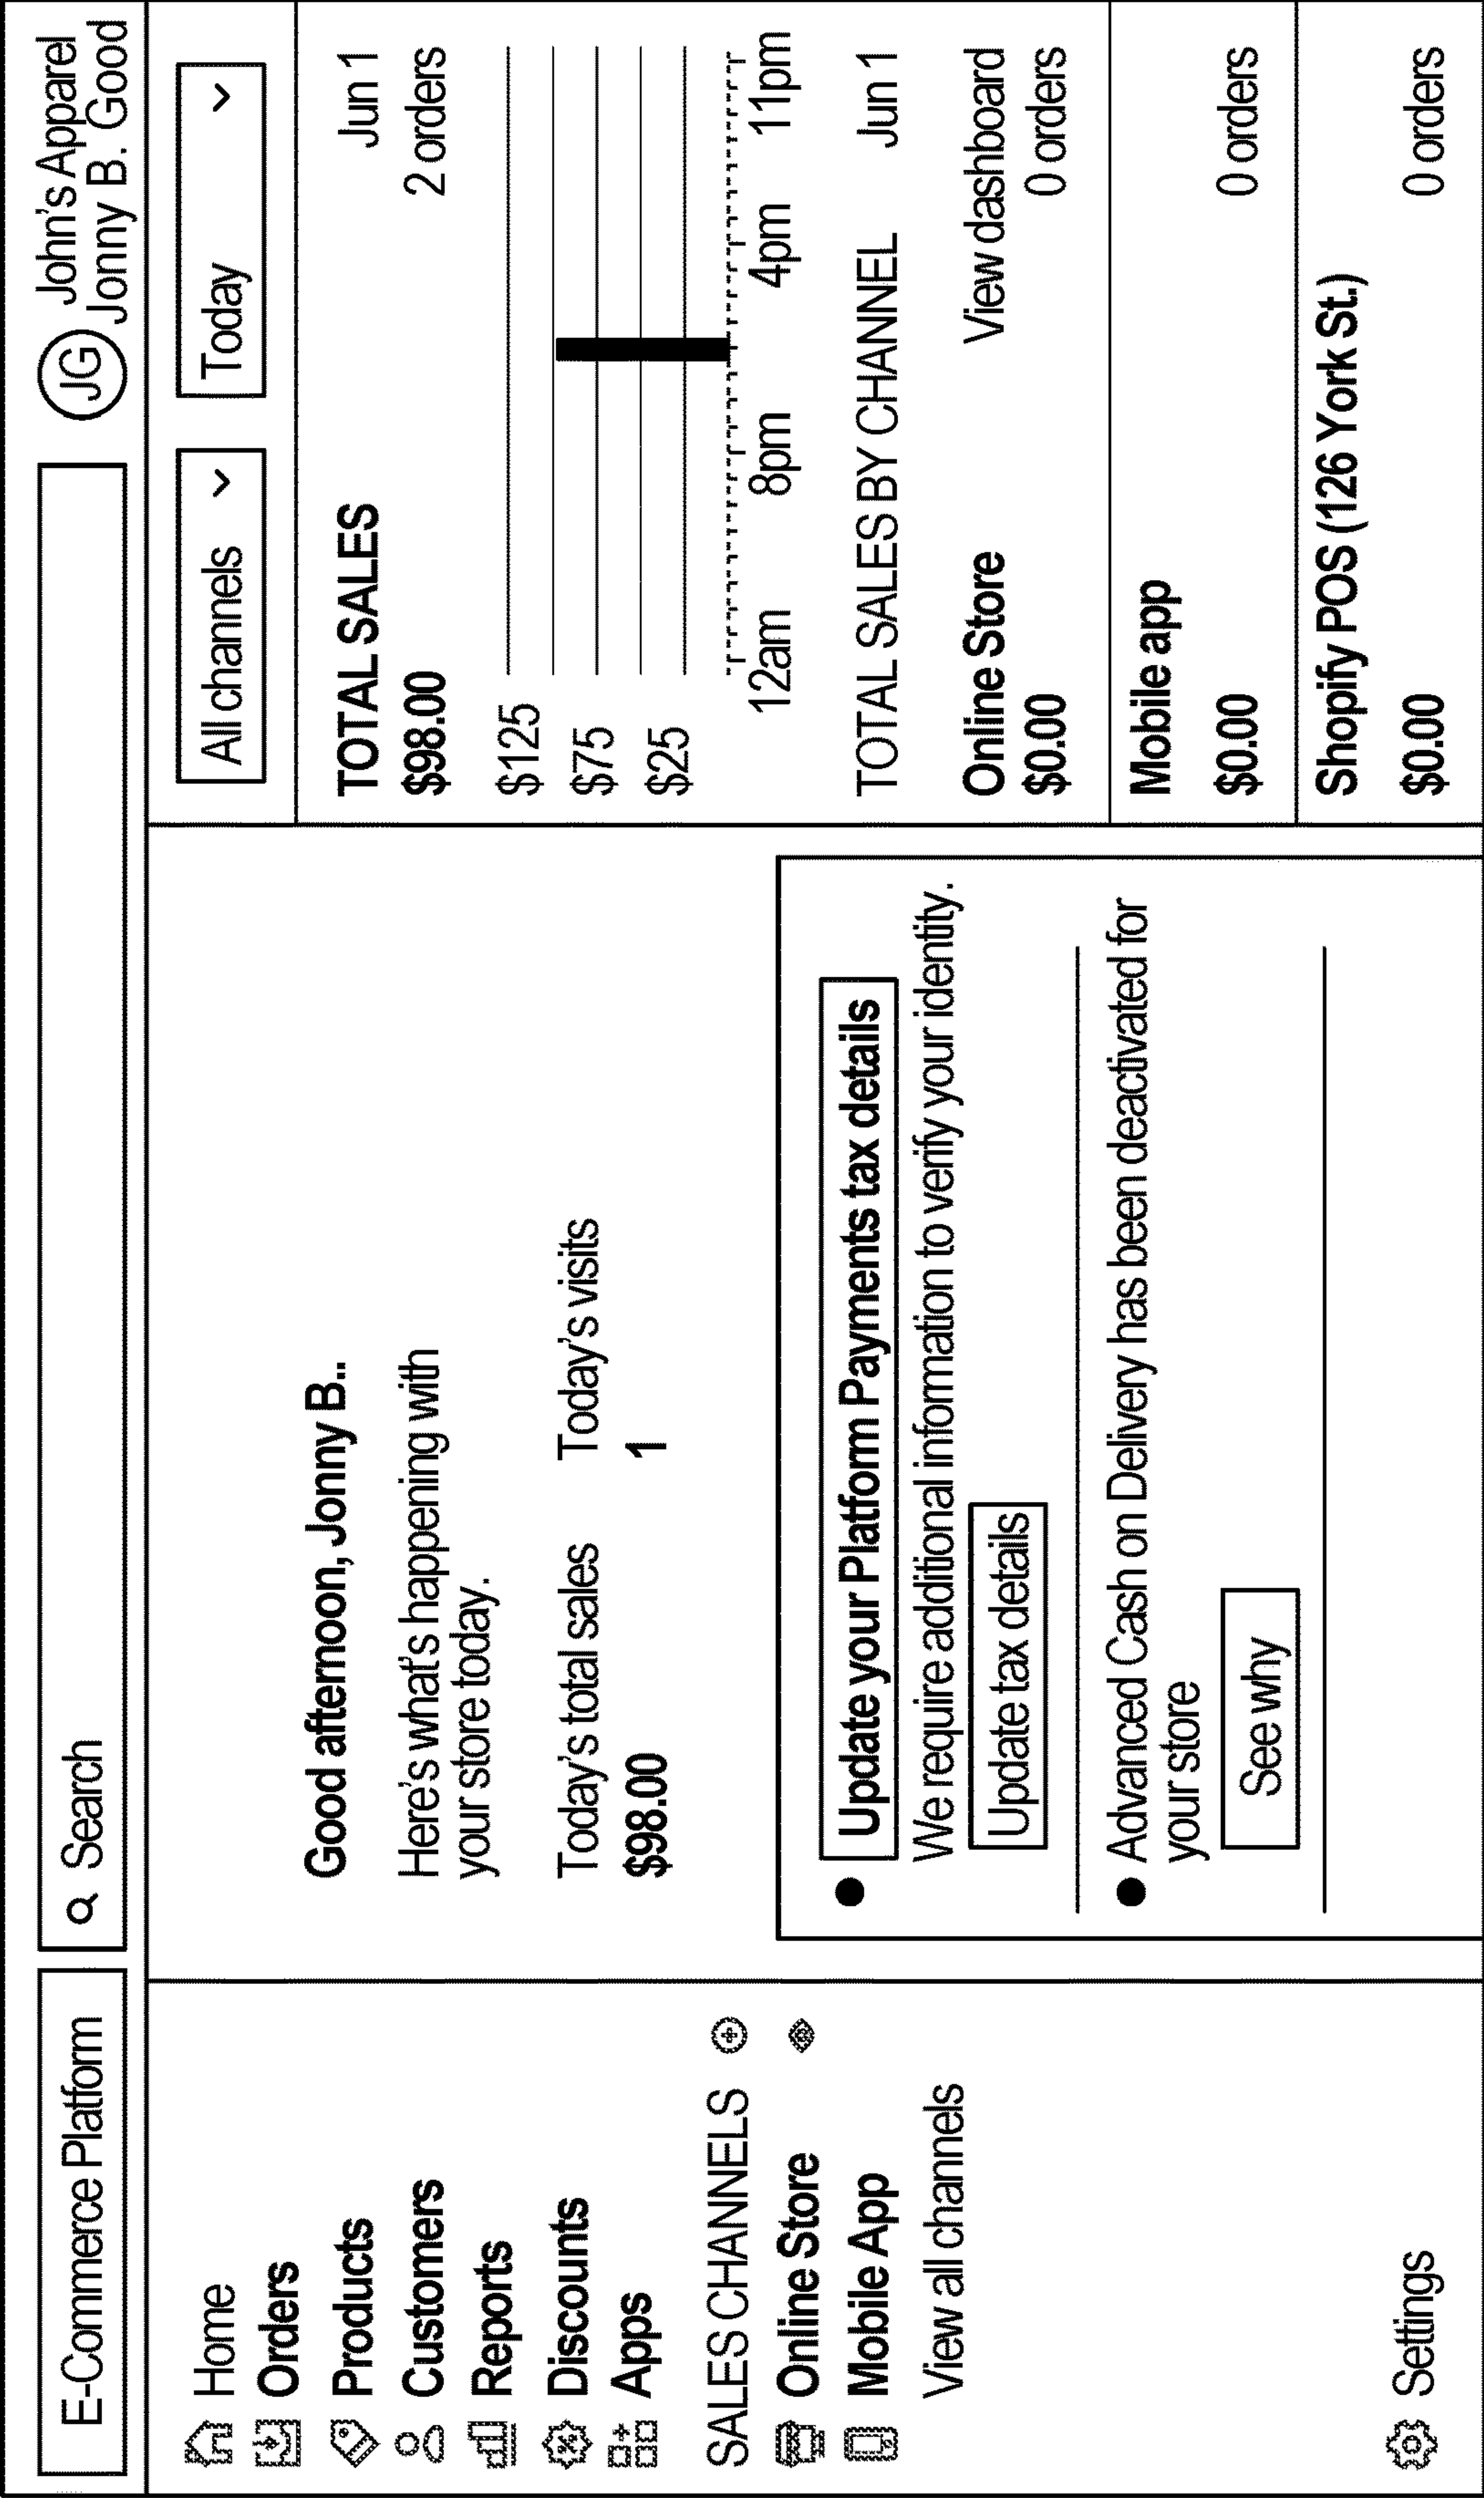 E-Commerce Platform
Search
JG
John's Apparel
Jonny B. Good
Home
Orders
Products
Customers
Reports
Discounts
Apps
SALES CHANNELS
Online Store
Mobile App
View all channels
Settings
Good afternoon, Jonny B..
Here's what's happening with
your store today.
Today's total sales Today's visits
$98.00 1
Update your Platform Payments tax details
We require additional information to verify your identity.
Update tax details
Advanced Cash on Delivery has been deactivated for
your store
See why
All channels Today
TOTAL SALES Jun 1
$98.00 2 orders
$125
$75
$25
12am 8pm 4pm 11pm
TOTAL SALES BY CHANNEL Jun 1
Online Store View dashboard
$0.00 0 orders
Mobile app
$0.00 0 orders
Shopify POS (126 York St.)
$0.00 0 orders